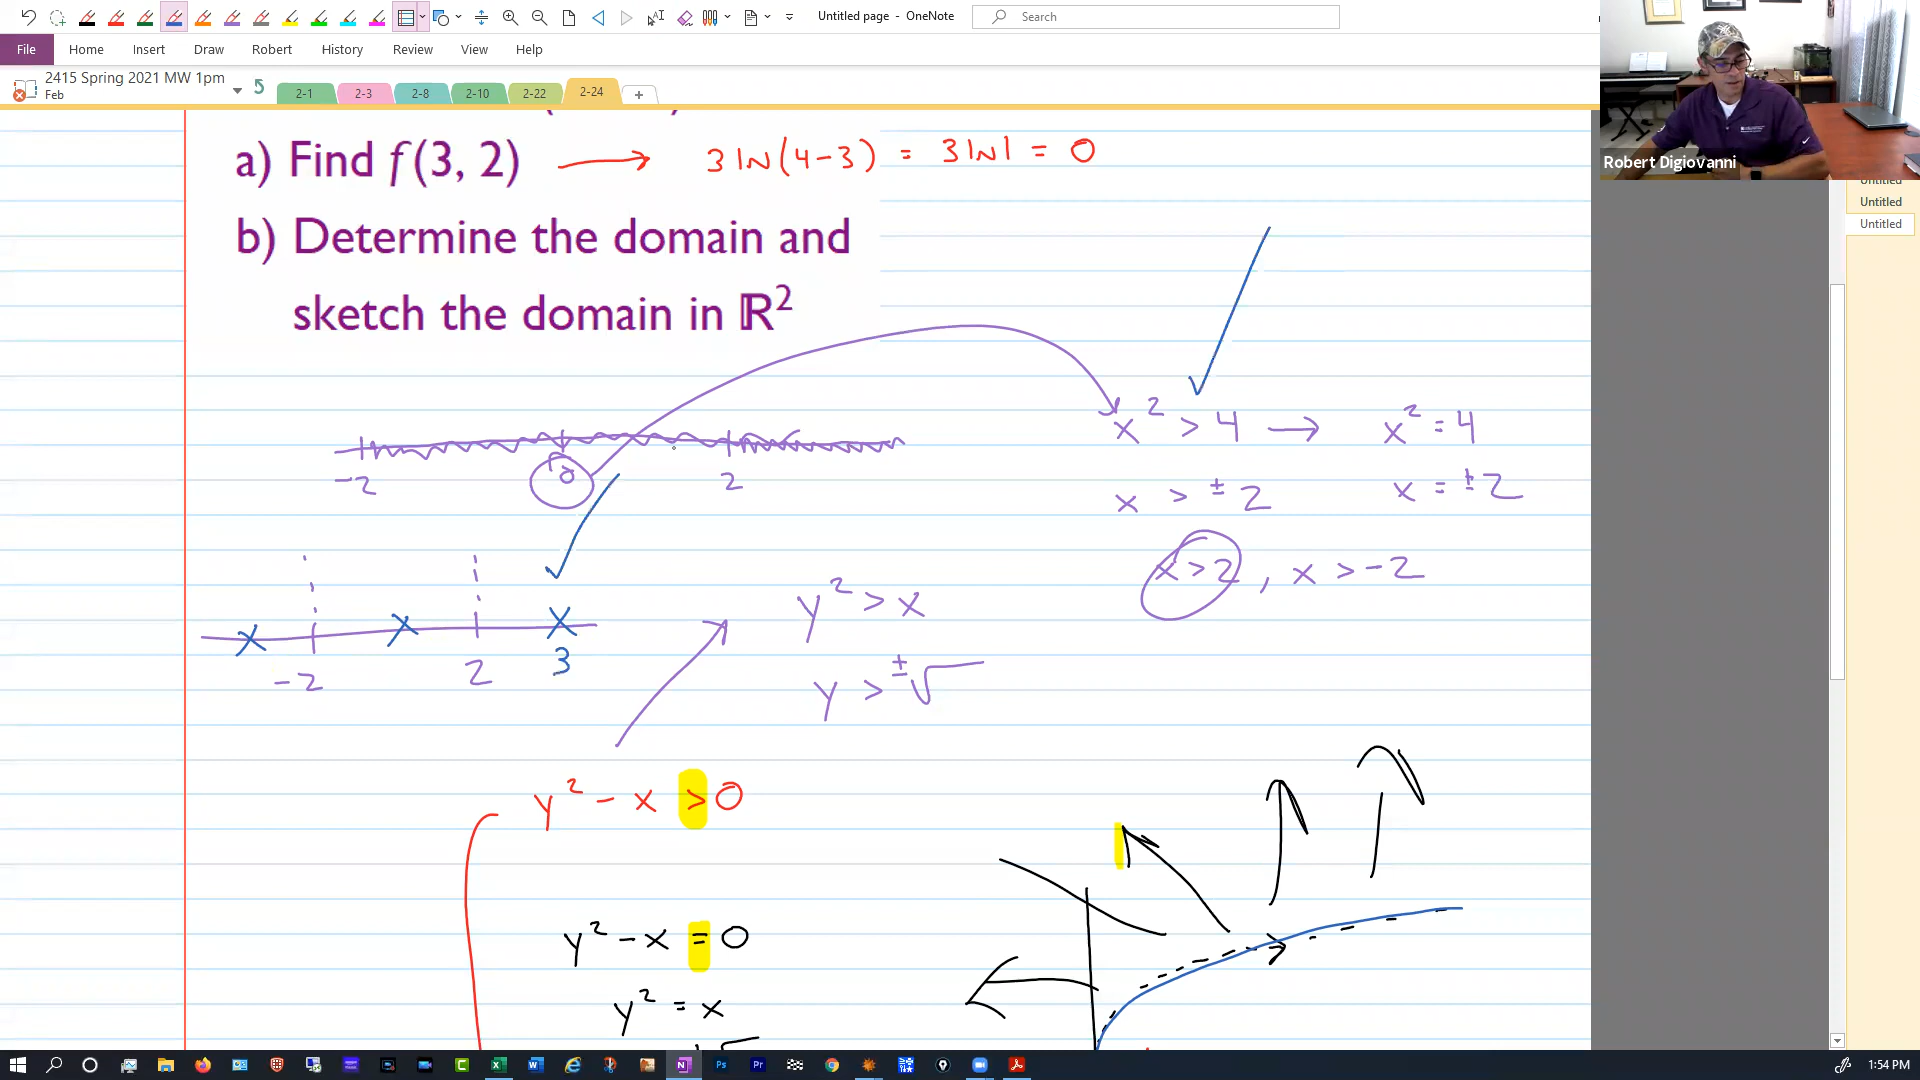 Untitled page - OneNote
Search
File Home Insert Draw Robert History Review View Help
2415 Spring 2021 MW 1pm
Feb
2-1 2-3 2-8 2-10 2-22 2-24 +
Robert Digiovanni
Untitled
Untitled
Untitled
a) Find f(3, 2) → 3 ln(4-3) = 3 ln 1 = 0
b) Determine the domain and
sketch the domain in ℝ²
-2 0 2
x² > 4 → x² = 4
x > ± 2 x = ± 2
x > 2, x > -2
-2 2 3
y² > x
y > ±√
y² - x > 0
y² - x = 0
y² = x
1:54 PM